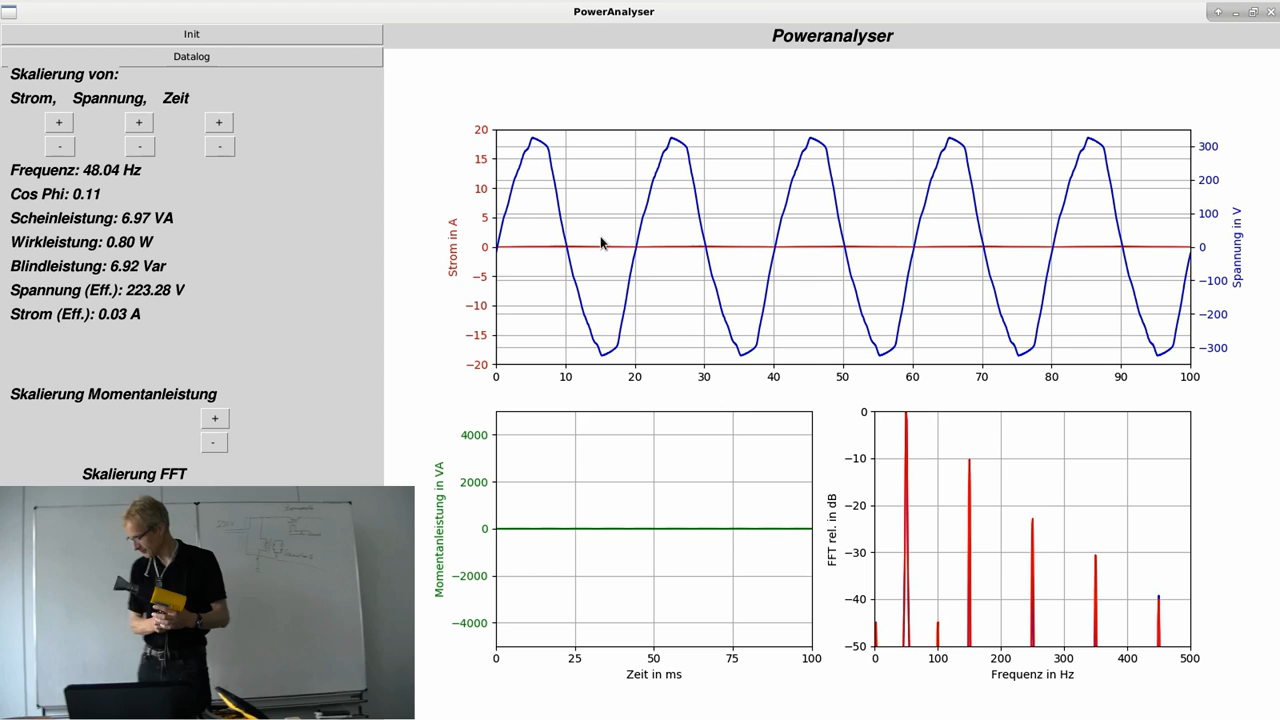 PowerAnalyser
Init
Datalog
Poweranalyser
Skalierung von:
Strom, Spannung, Zeit
+ + +
- - -
Frequenz: 48.04 Hz
Cos Phi: 0.11
Scheinleistung: 6.97 VA
Wirkleistung: 0.80 W
Blindleistung: 6.92 Var
Spannung (Eff.): 223.28 V
Strom (Eff.): 0.03 A
Skalierung Momentanleistung
+
-
Skalierung FFT
Strom in A
20
15
10
5
0
−5
−10
−15
−20
0 10 20 30 40 50 60 70 80 90 100
300
200
100
0
−100
−200
−300
Spannung in V
Momentanleistung in VA
4000
2000
0
−2000
−4000
0 25 50 75 100
Zeit in ms
FFT rel. in dB
0
−10
−20
−30
−40
−50
0 100 200 300 400 500
Frequenz in Hz